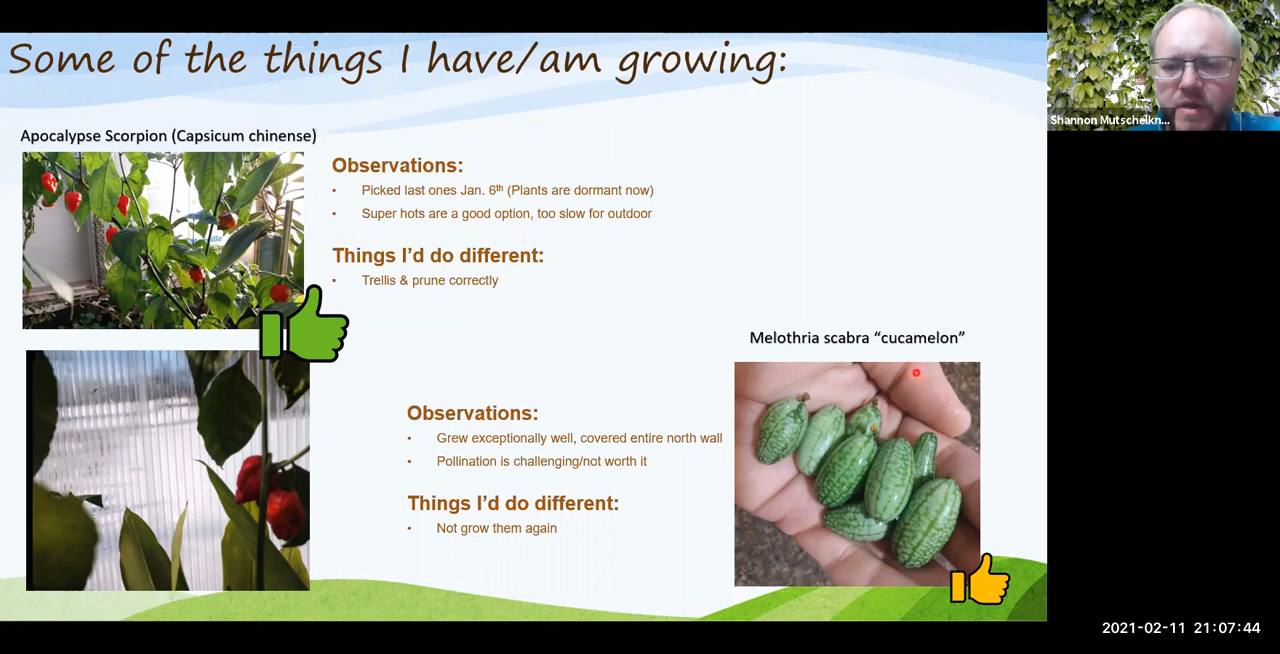 Some of the things I have/am growing:
Shannon Mutschelkn...
Apocalypse Scorpion (Capsicum chinense)
Observations:
▪ Picked last ones Jan. 6th (Plants are dormant now)
▪ Super hots are a good option, too slow for outdoor
Things I’d do different:
▪ Trellis & prune correctly
Melothria scabra “cucamelon”
Observations:
• Grew exceptionally well, covered entire north wall
• Pollination is challenging/not worth it
Things I’d do different:
• Not grow them again
2021-02-11 21:07:44